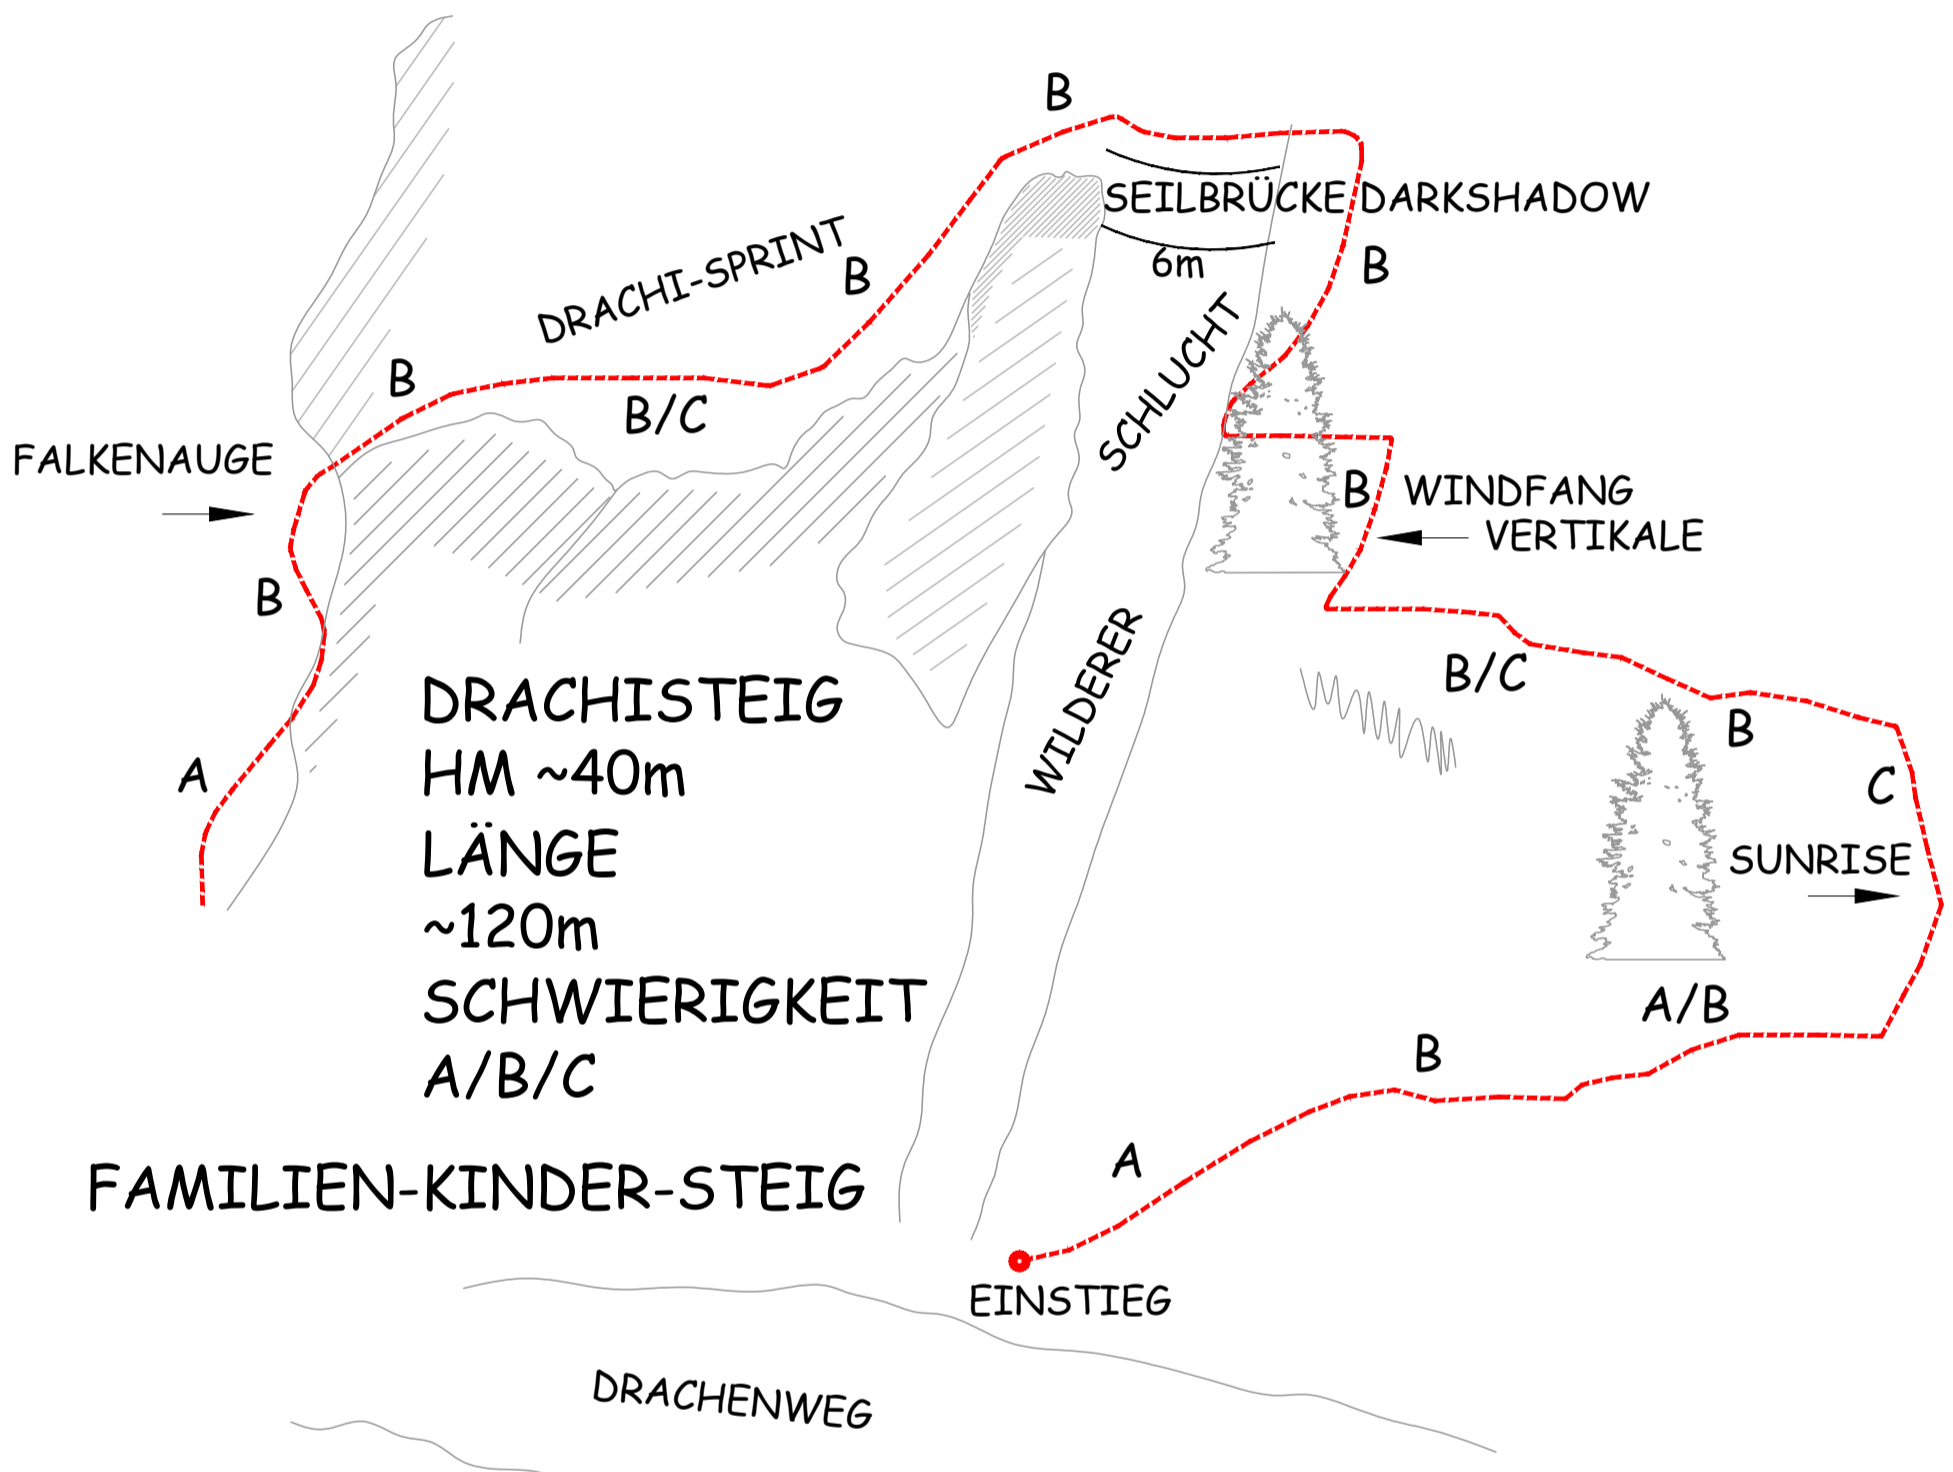 B
SEILBRÜCKE DARKSHADOW
6m
B
DRACHI-SPRINT
B
B
B/C
SCHLUCHT
WILDERER
FALKENAUGE
B
WINDFANG
VERTIKALE
B
B/C
B
C
SUNRISE
A/B
B
A
A
DRACHISTEIG
HM ~40m
LÄNGE
~120m
SCHWIERIGKEIT
A/B/C
FAMILIEN-KINDER-STEIG
EINSTIEG
DRACHENWEG